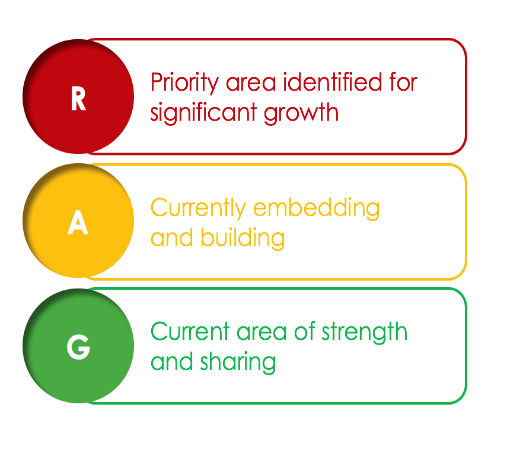 R
Priority area identified for
significant growth
A
Currently embedding
and building
G
Current area of strength
and sharing